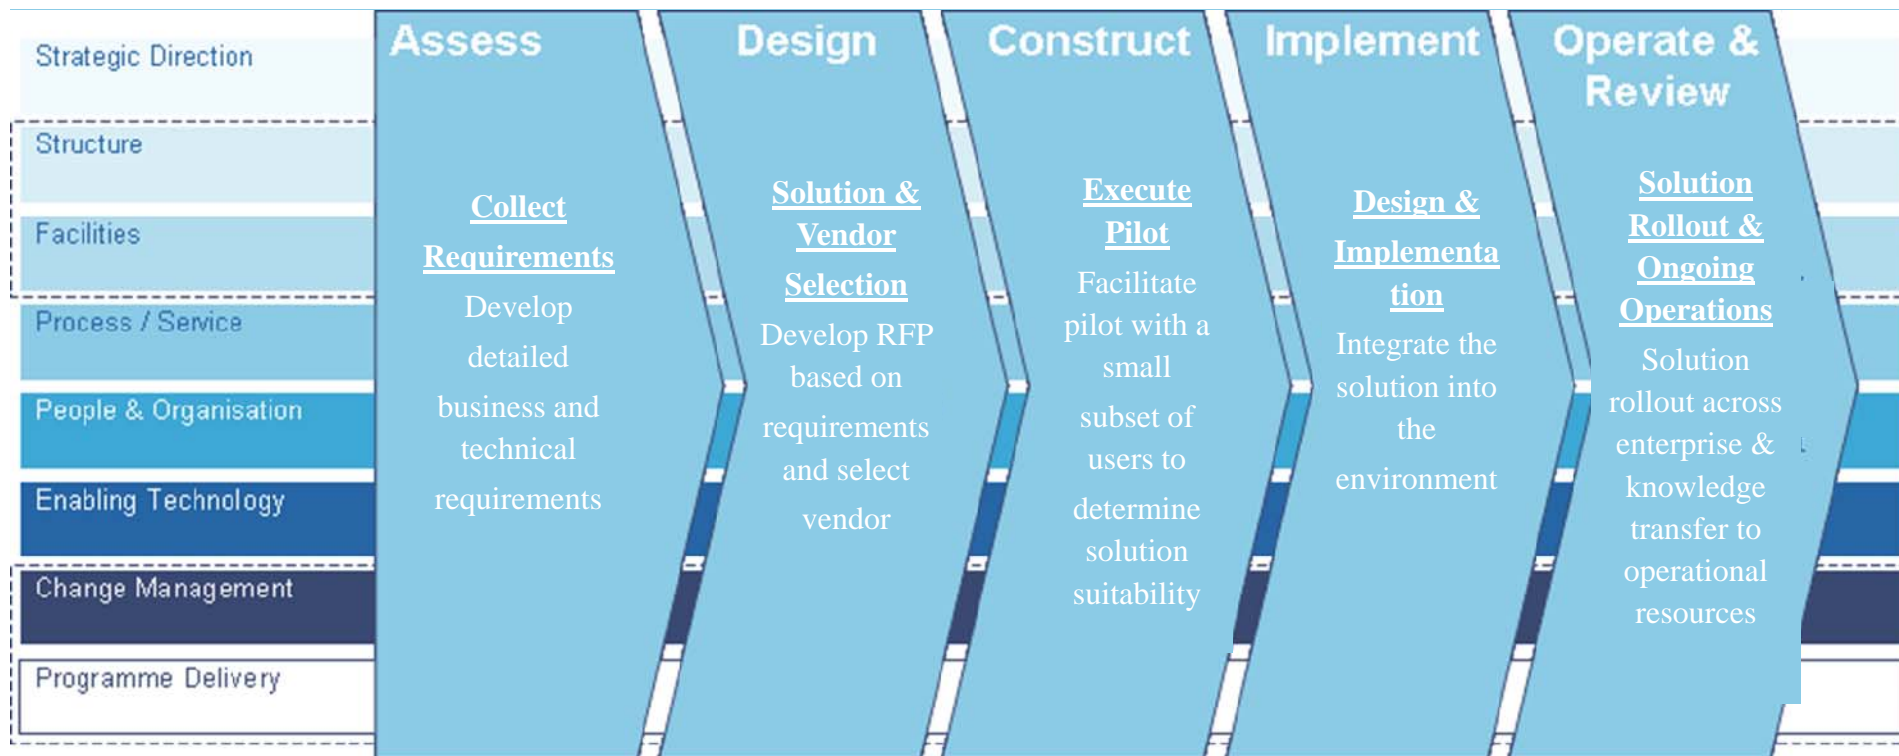 Strategic Direction
Structure
Facilities
Process / Service
People & Organisation
Enabling Technology
Change Management
Programme Delivery
Assess
Collect
Requirements
Develop
detailed
business and
technical
requirements
Design
Solution &
Vendor
Selection
Develop RFP
based on
requirements
and select
vendor
Construct
Execute
Pilot
Facilitate
pilot with a
small
subset of
users to
determine
solution
suitability
Implement
Design &
Implementa
tion
Integrate the
solution into
the
environment
Operate &
Review
Solution
Rollout &
Ongoing
Operations
Solution
rollout across
enterprise &
knowledge
transfer to
operational
resources